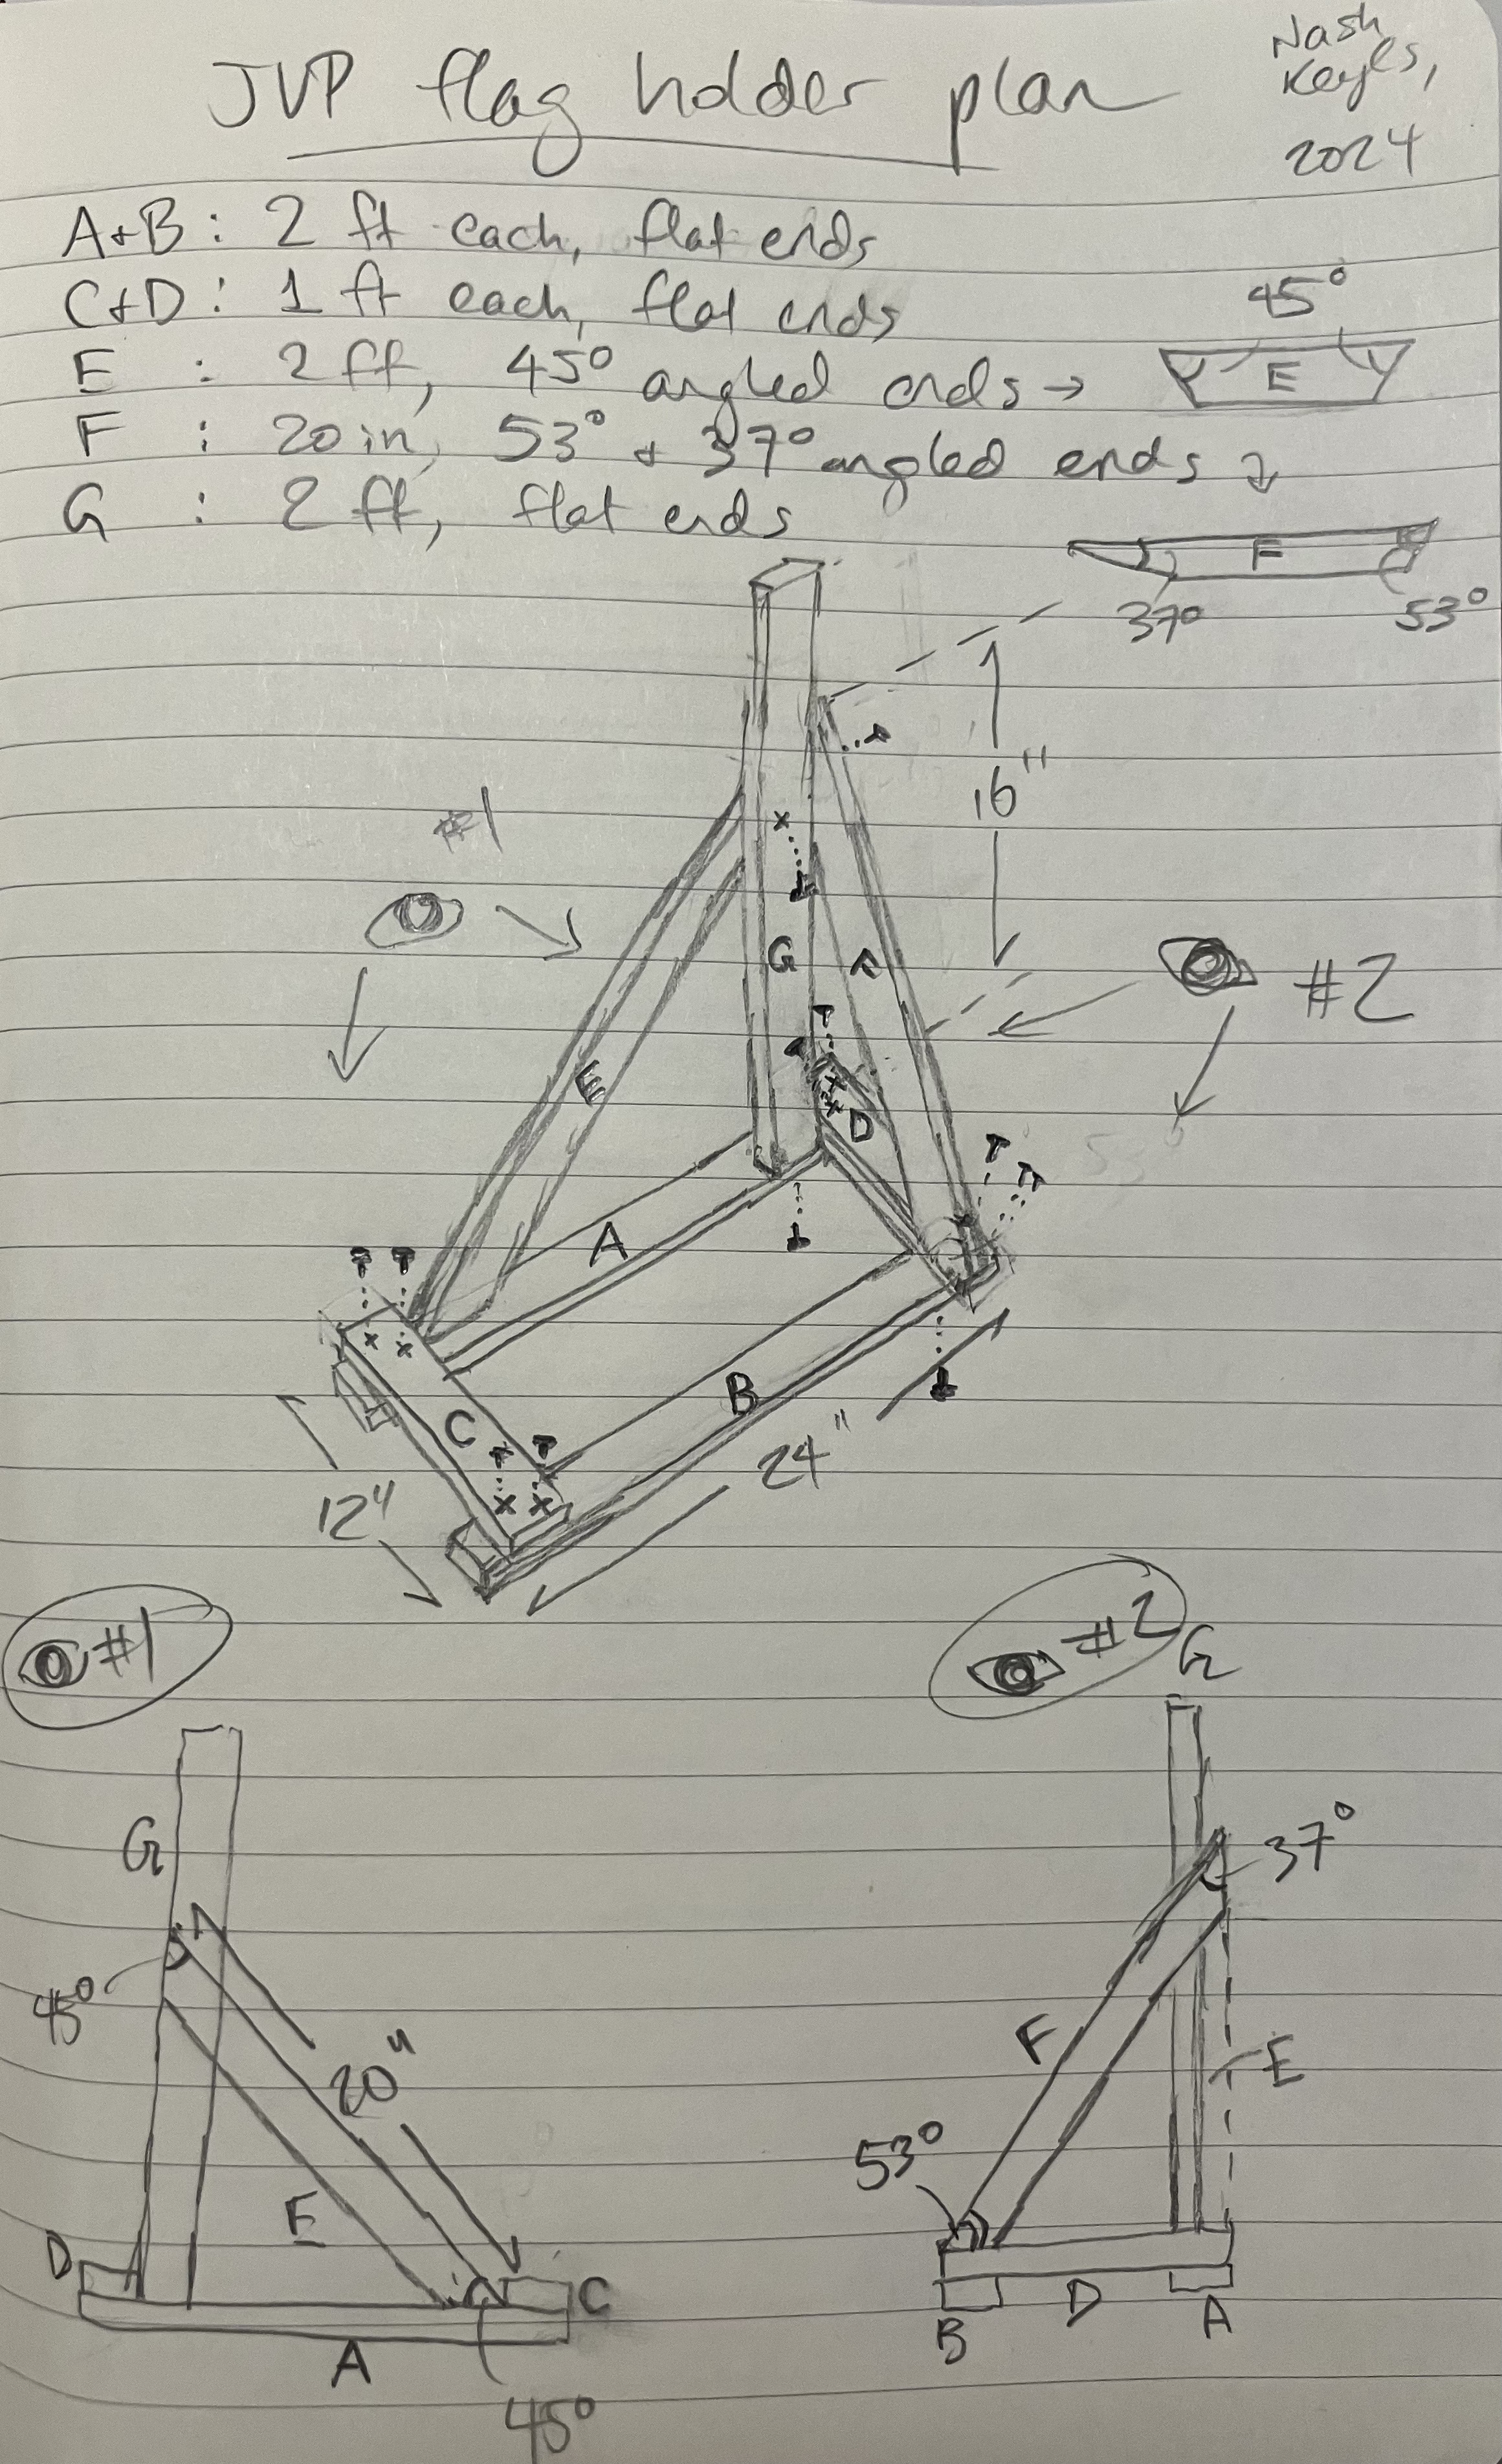 JVP flag holder plan
Nash
Keyles,
2024
A+B: 2 ft each, flat ends
C+D: 1 ft each, flat ends
E : 2 ft, 45° angled ends →
45°
E
F : 20 in, 53° + 37° angled ends
G : 2 ft, flat ends
F
37°
53°
16"
#1
G
#2
E
D
53°
A
B
C
24"
12"
#1
#2
G
G
37°
45°
20"
F
E
53°
E
D
C
A
B
D
A
45°